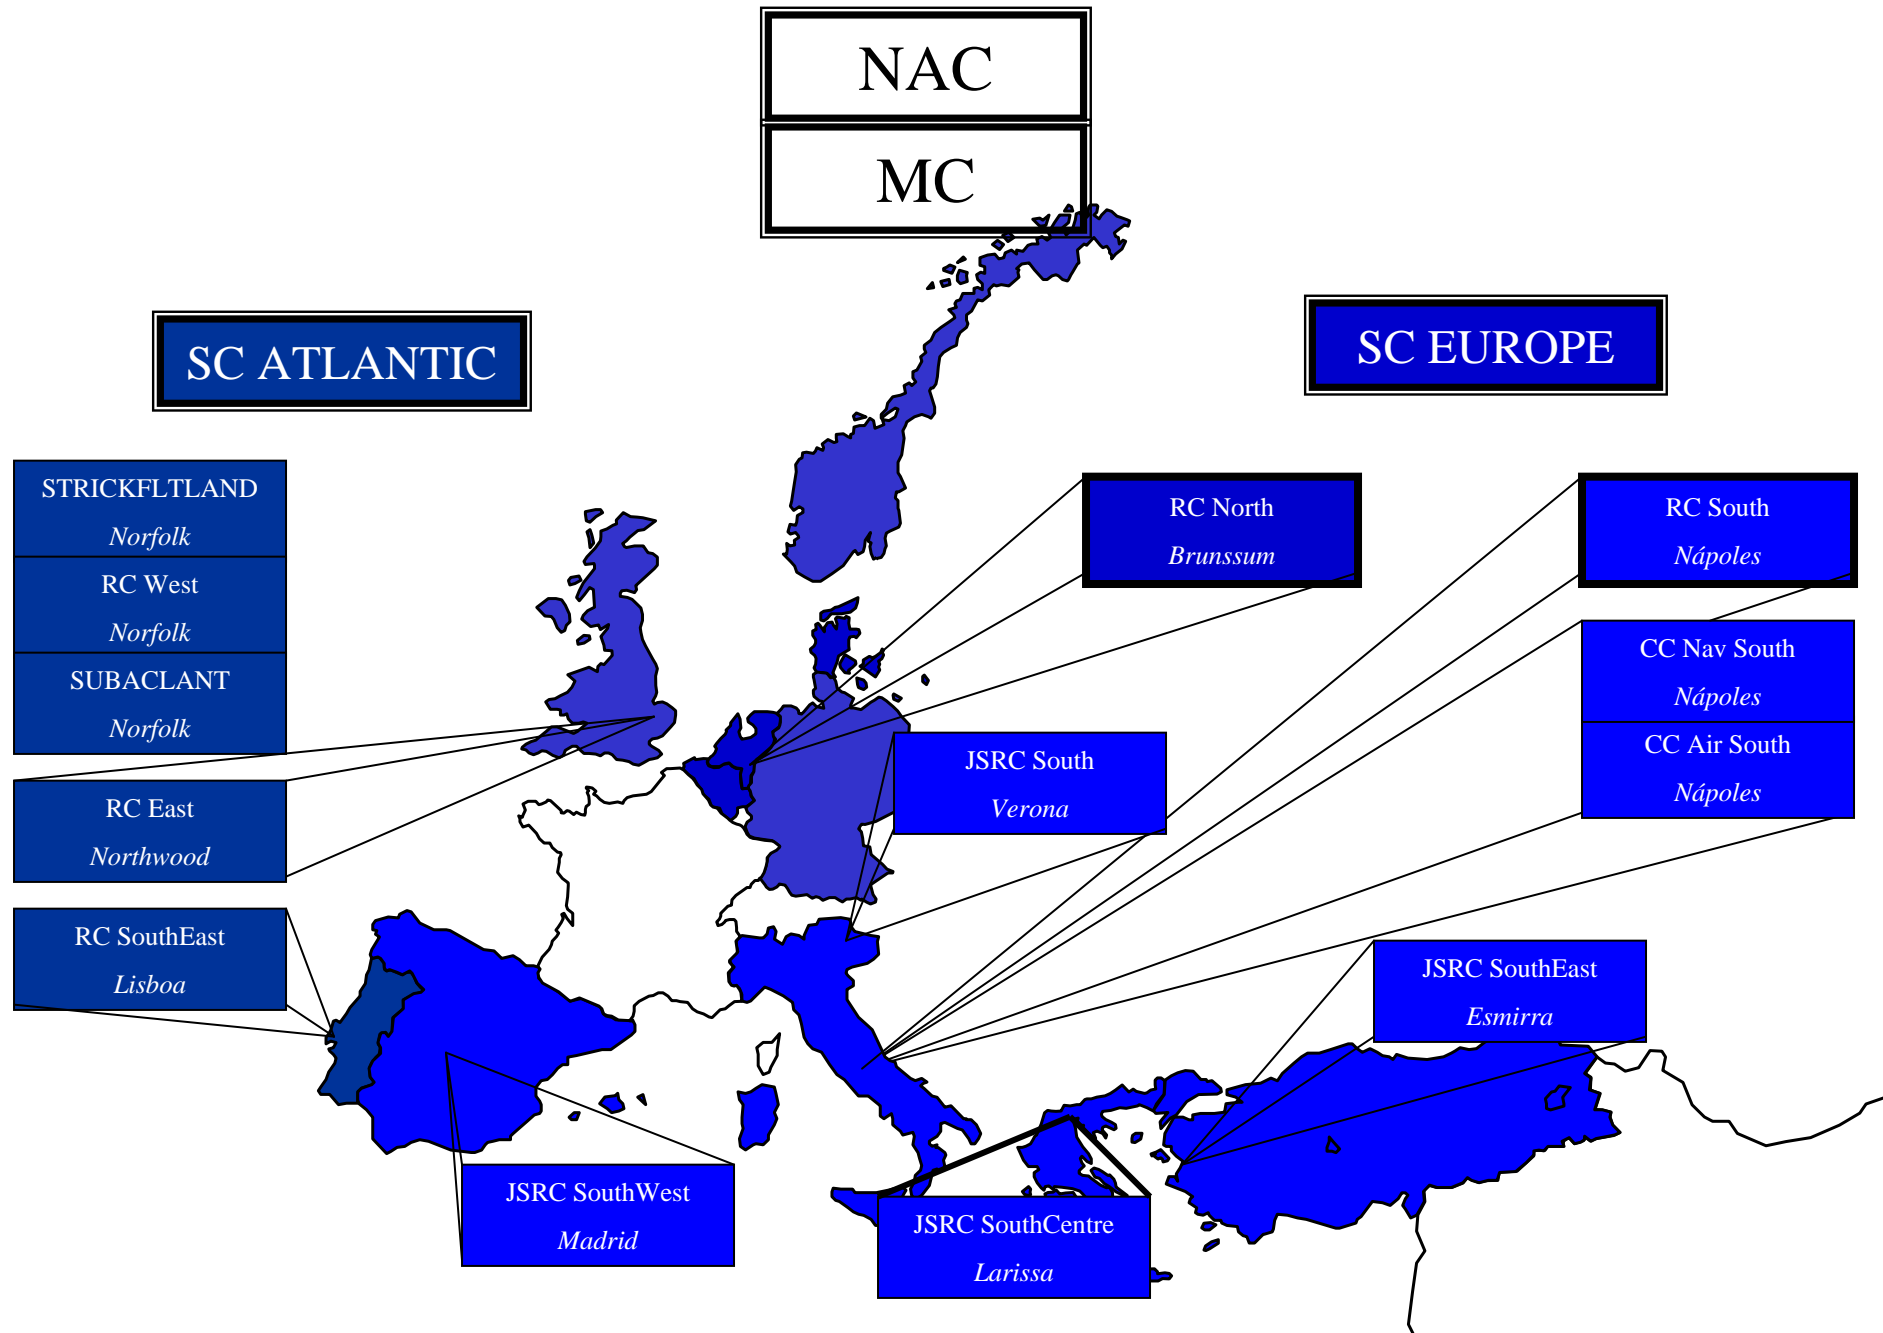 NAC
MC
SC ATLANTIC
SC EUROPE
STRICKFLTLAND
Norfolk
RC West
Norfolk
SUBACLANT
Norfolk
RC East
Northwood
RC SouthEast
Lisboa
RC North
Brunssum
RC South
Nápoles
CC Nav South
Nápoles
CC Air South
Nápoles
JSRC South
Verona
JSRC SouthEast
Esmirra
JSRC SouthWest
Madrid
JSRC SouthCentre
Larissa